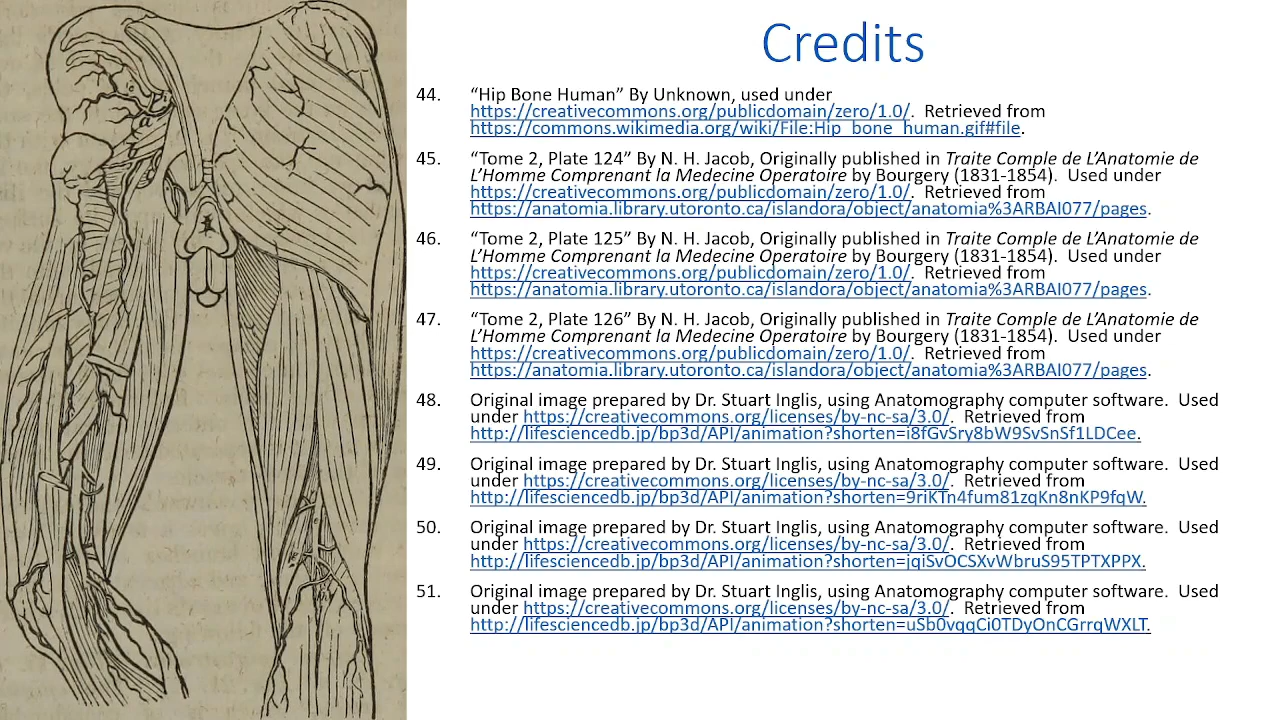 Credits
44. “Hip Bone Human” By Unknown, used under
https://creativecommons.org/publicdomain/zero/1.0/. Retrieved from
https://commons.wikimedia.org/wiki/File:Hip_bone_human.gif#file.
45. “Tome 2, Plate 124” By N. H. Jacob, Originally published in Traite Comple de L’Anatomie de
L’Homme Comprenant la Medecine Operatoire by Bourgery (1831-1854). Used under
https://creativecommons.org/publicdomain/zero/1.0/. Retrieved from
https://anatomia.library.utoronto.ca/islandora/object/anatomia%3ARBAI077/pages.
46. “Tome 2, Plate 125” By N. H. Jacob, Originally published in Traite Comple de L’Anatomie de
L’Homme Comprenant la Medecine Operatoire by Bourgery (1831-1854). Used under
https://creativecommons.org/publicdomain/zero/1.0/. Retrieved from
https://anatomia.library.utoronto.ca/islandora/object/anatomia%3ARBAI077/pages.
47. “Tome 2, Plate 126” By N. H. Jacob, Originally published in Traite Comple de L’Anatomie de
L’Homme Comprenant la Medecine Operatoire by Bourgery (1831-1854). Used under
https://creativecommons.org/publicdomain/zero/1.0/. Retrieved from
https://anatomia.library.utoronto.ca/islandora/object/anatomia%3ARBAI077/pages.
48. Original image prepared by Dr. Stuart Inglis, using Anatomography computer software. Used
under https://creativecommons.org/licenses/by-nc-sa/3.0/. Retrieved from
http://lifesciencedb.jp/bp3d/API/animation?shorten=i8fGvSry8bW9SvSnSf1LDCee.
49. Original image prepared by Dr. Stuart Inglis, using Anatomography computer software. Used
under https://creativecommons.org/licenses/by-nc-sa/3.0/. Retrieved from
http://lifesciencedb.jp/bp3d/API/animation?shorten=9riKTn4fum81zqKn8nKP9fqW.
50. Original image prepared by Dr. Stuart Inglis, using Anatomography computer software. Used
under https://creativecommons.org/licenses/by-nc-sa/3.0/. Retrieved from
http://lifesciencedb.jp/bp3d/API/animation?shorten=jqiSvOCSXvWbruS95TPTXPPX.
51. Original image prepared by Dr. Stuart Inglis, using Anatomography computer software. Used
under https://creativecommons.org/licenses/by-nc-sa/3.0/. Retrieved from
http://lifesciencedb.jp/bp3d/API/animation?shorten=uSb0vqqCi0TDyOnCGrrqWXLT.